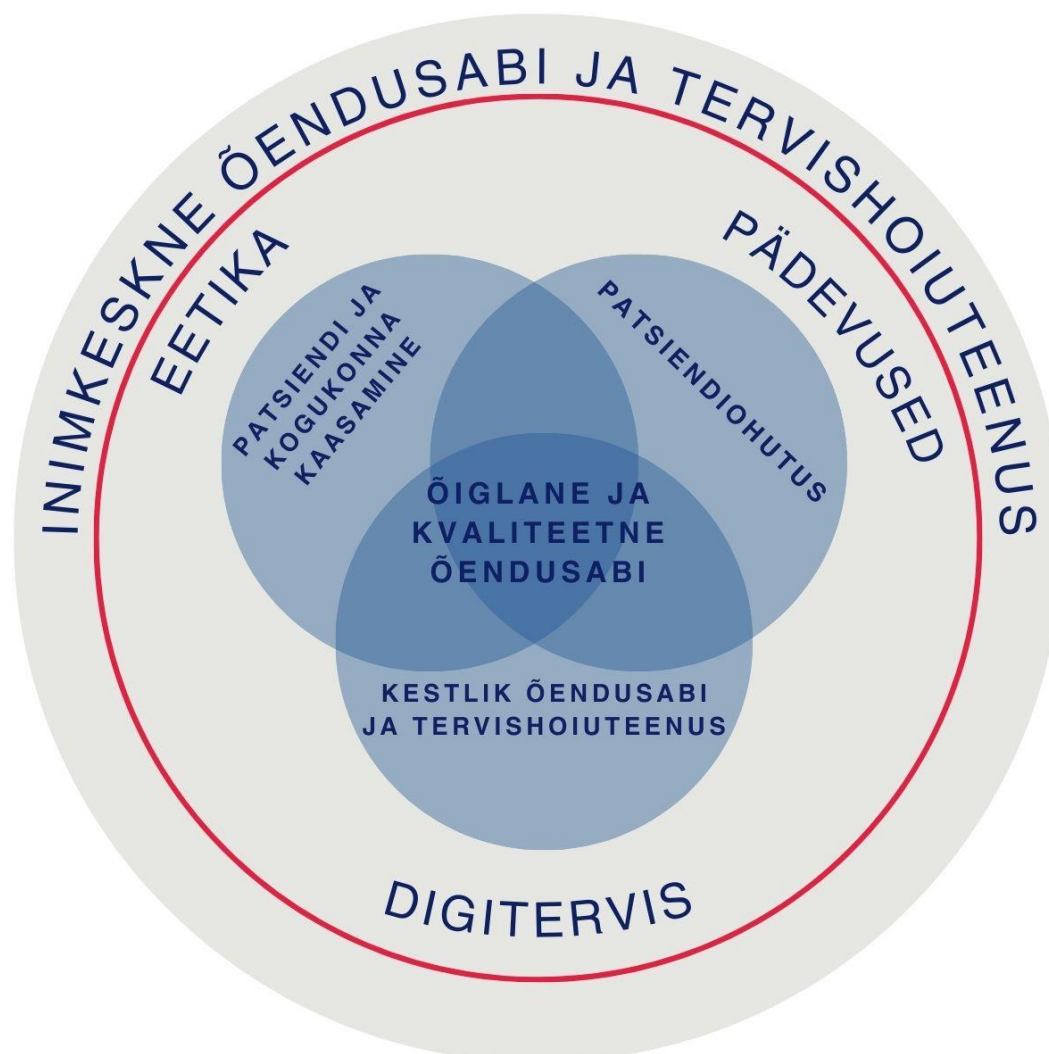 INIMKESKNE ÕENDUSABI JA TERVISHOIUTEENUS
EETIKA
PÄDEVUSED
PATSIENDI JA
KOGUKONNA
KAASAMINE
PATSIENDIOHUTUS
ÕIGLANE JA
KVALITEETNE
ÕENDUSABI
KESTLIK ÕENDUSABI
JA TERVISHOIUTEENUS
DIGITERVIS